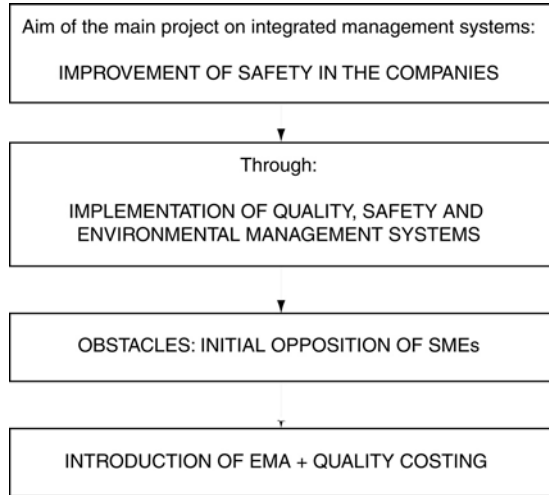 Aim of the main project on integrated management systems:
IMPROVEMENT OF SAFETY IN THE COMPANIES
Through:
IMPLEMENTATION OF QUALITY, SAFETY AND
ENVIRONMENTAL MANAGEMENT SYSTEMS
OBSTACLES: INITIAL OPPOSITION OF SMEs
INTRODUCTION OF EMA + QUALITY COSTING